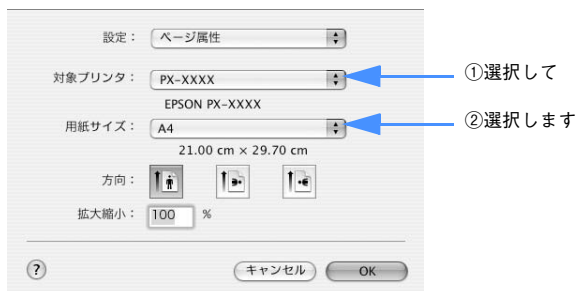 設定： ページ属性
対象プリンタ： PX-XXXX ①選択して
EPSON PX-XXXX
用紙サイズ： A4 ②選択します
21.00 cm × 29.70 cm
方向：
拡大縮小： 100 %
? キャンセル OK